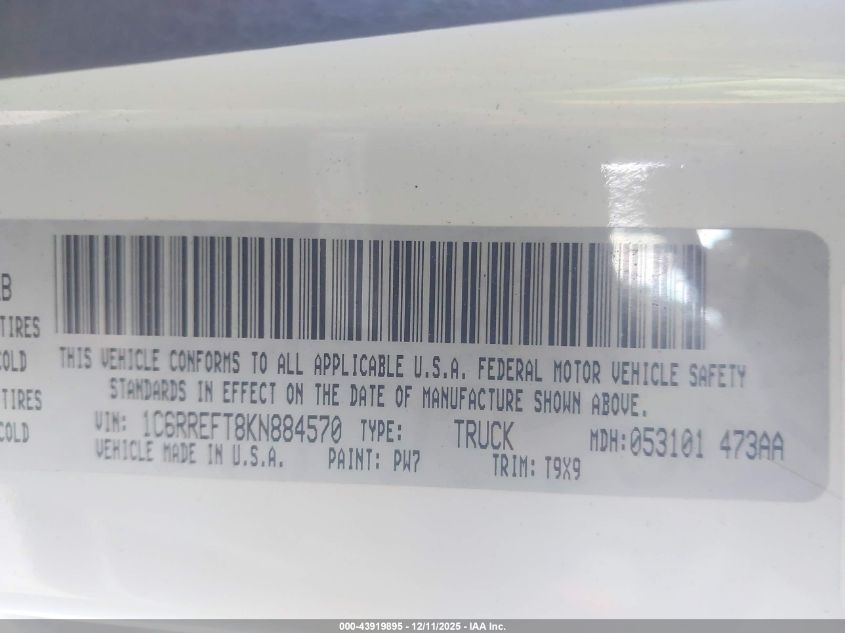 B
TIRES
COLD
TIRES
COLD
THIS VEHICLE CONFORMS TO ALL APPLICABLE U.S.A. FEDERAL MOTOR VEHICLE SAFETY
STANDARDS IN EFFECT ON THE DATE OF MANUFACTURE SHOWN ABOVE.
VIN: 1C6RREFT8KN884570 TYPE: TRUCK MDH:053101 473AA
VEHICLE MADE IN U.S.A. PAINT: PW7 TRIM: T9X9
000-43919895 - 12/11/2025 - IAA Inc.